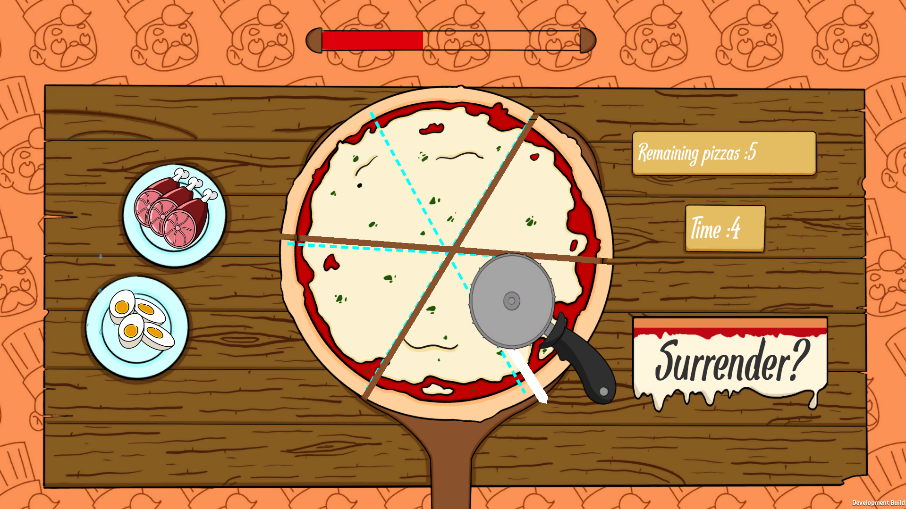 Remaining pizzas :5
Time :4
Surrender?
Development Build